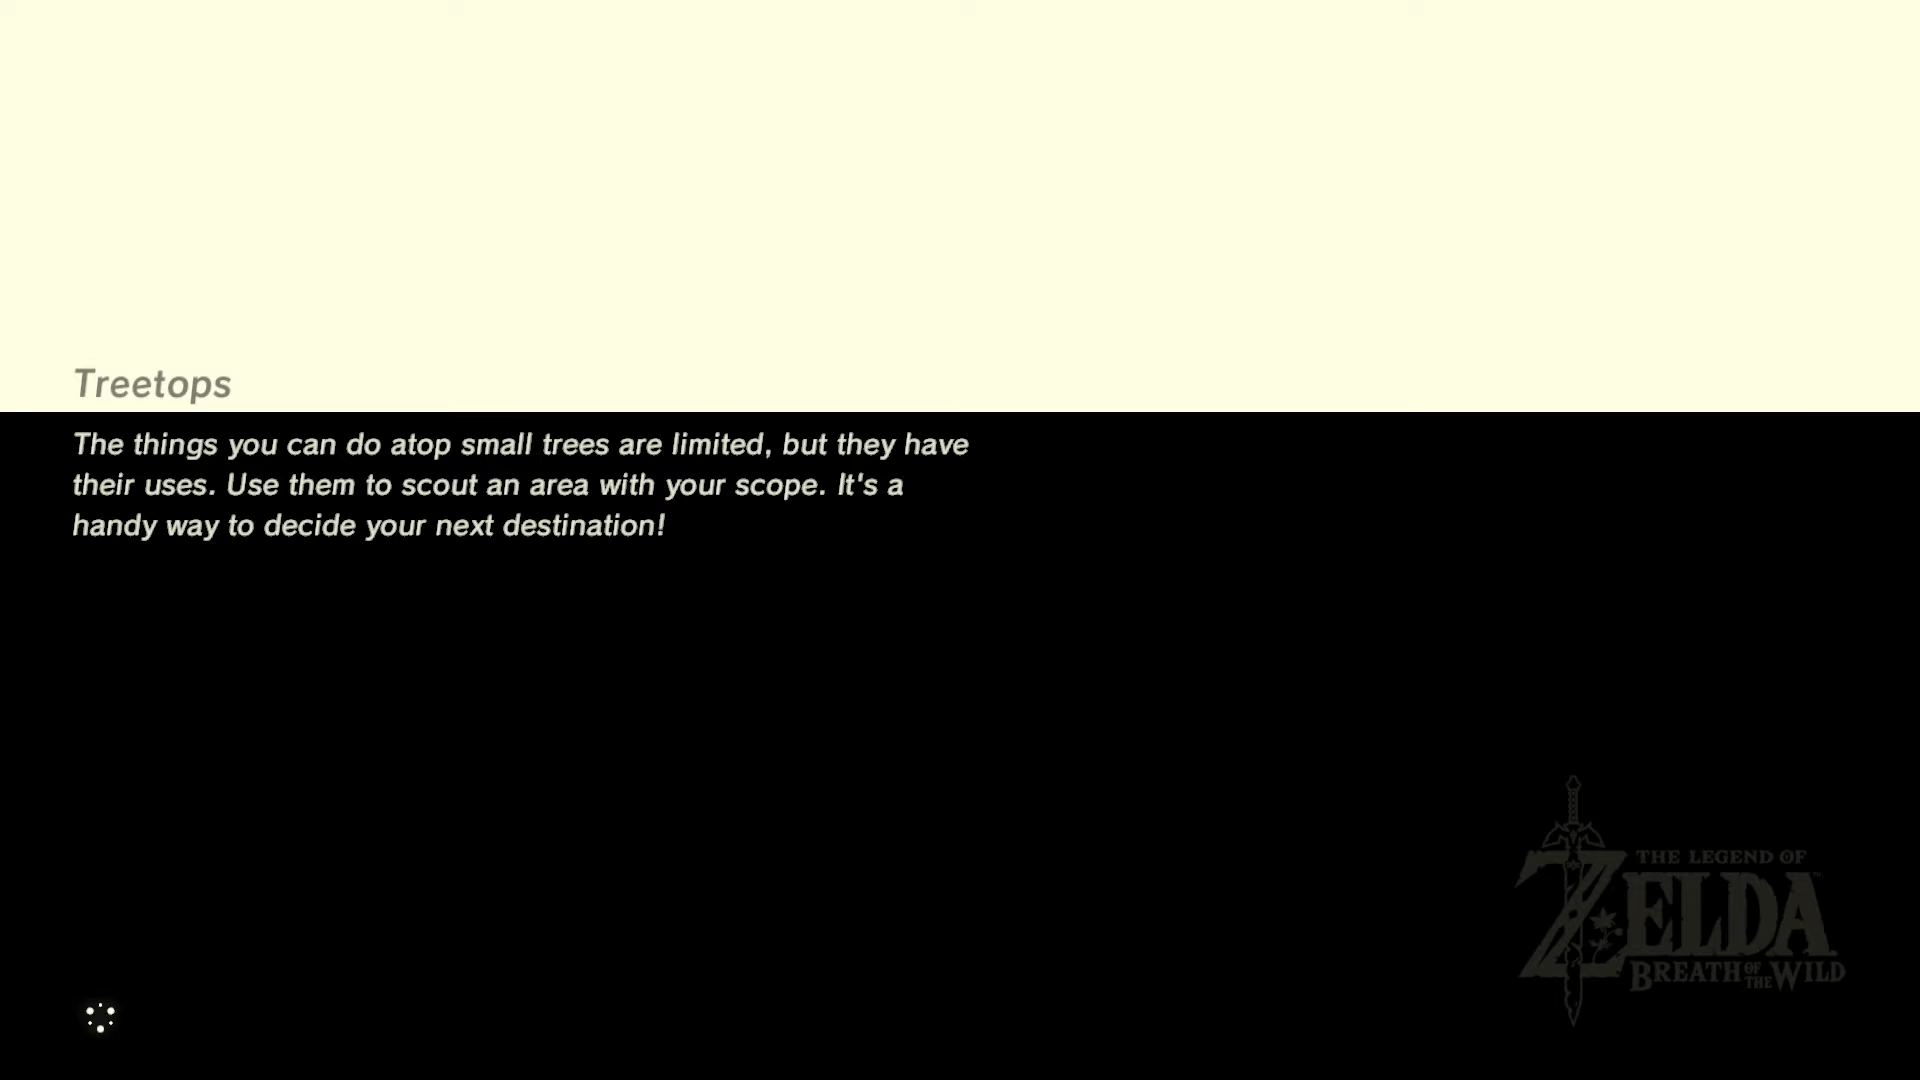 Treetops
The things you can do atop small trees are limited, but they have
their uses. Use them to scout an area with your scope. It's a
handy way to decide your next destination!
THE LEGEND OF
ZELDA™
BREATH OF THE WILD